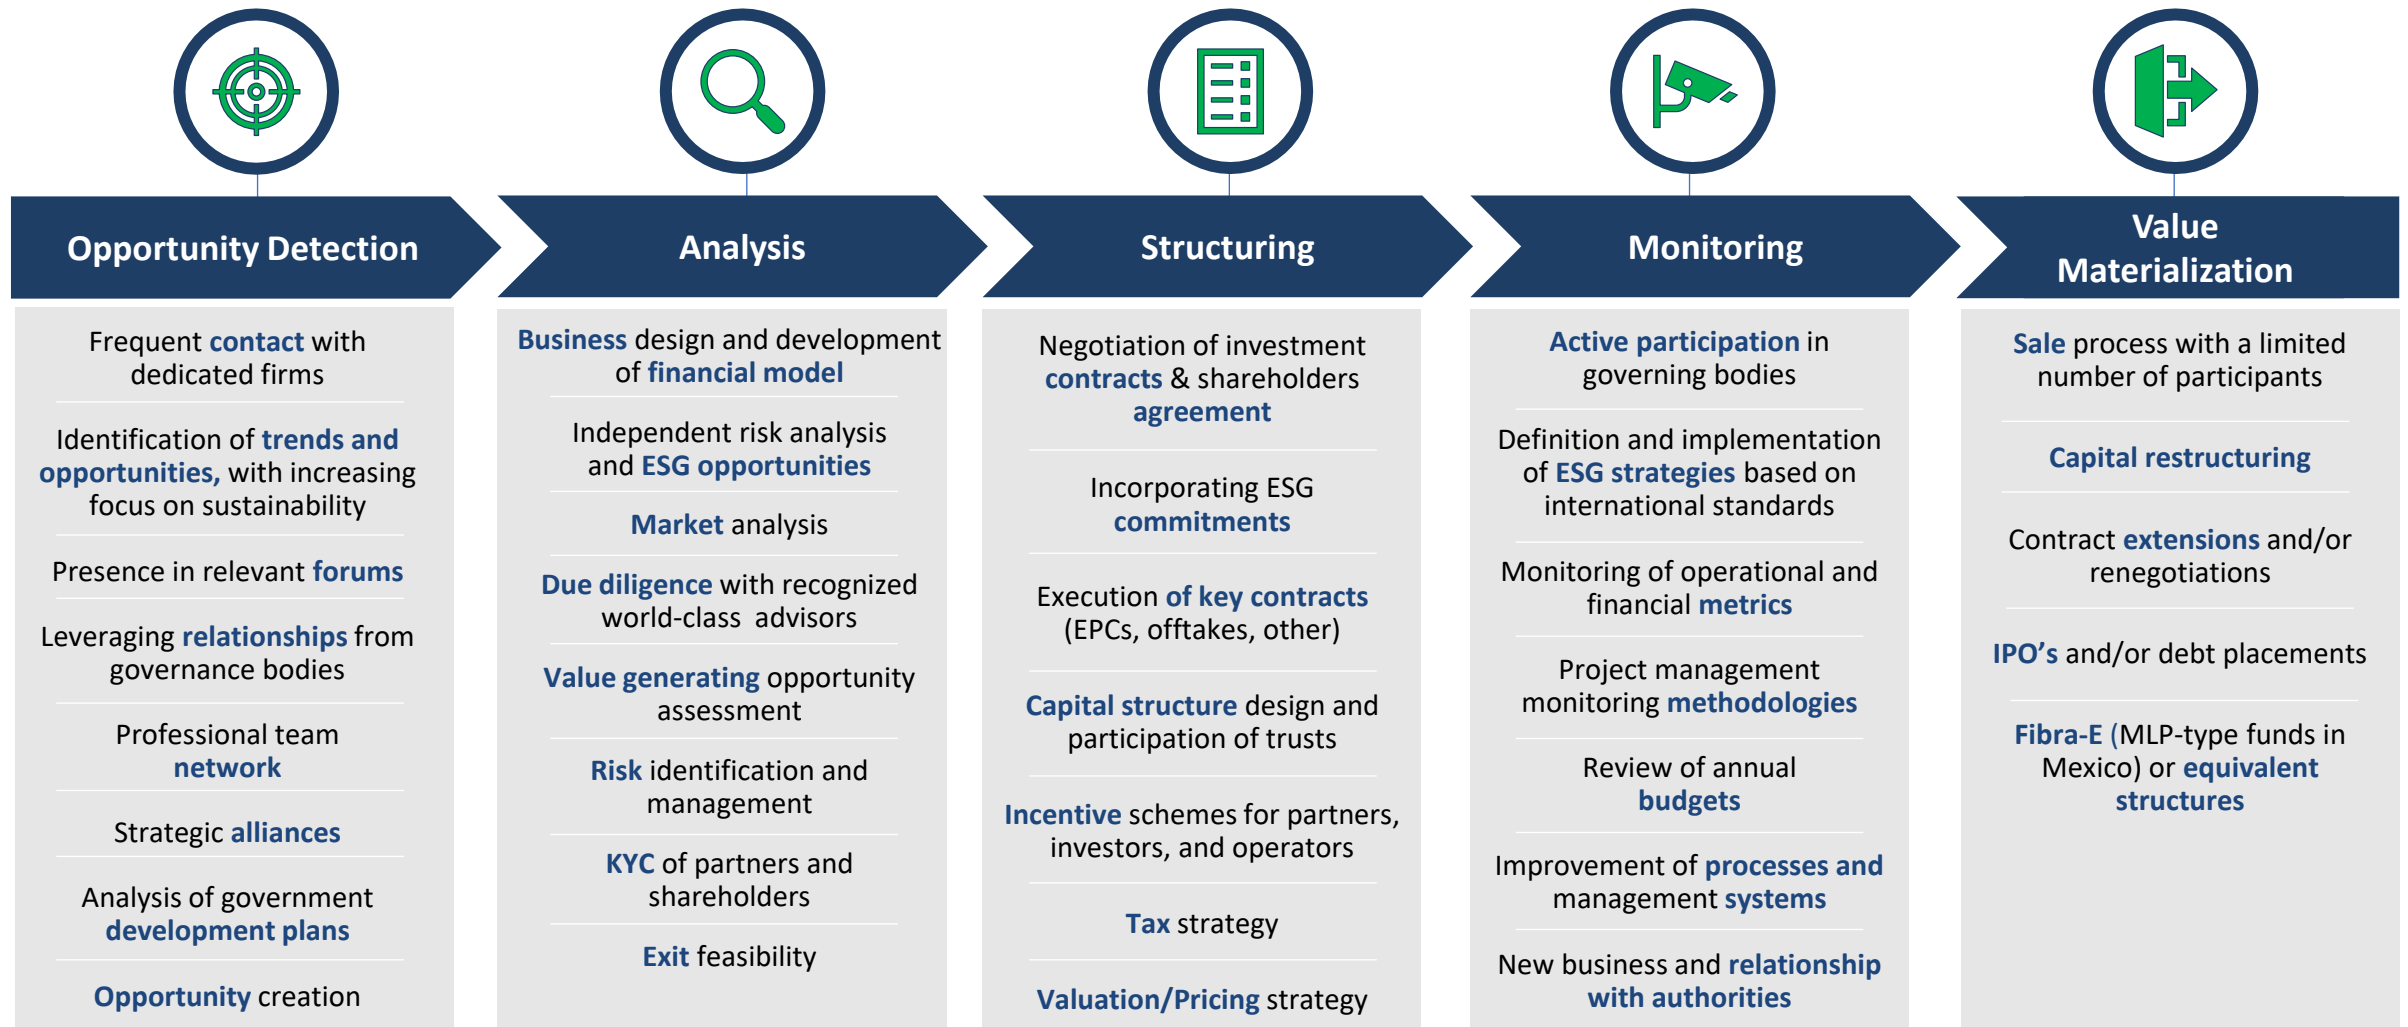 Opportunity Detection
Frequent contact with
dedicated firms
Identification of trends and
opportunities, with increasing
focus on sustainability
Presence in relevant forums
Leveraging relationships from
governance bodies
Professional team
network
Strategic alliances
Analysis of government
development plans
Opportunity creation
Analysis
Business design and development
of financial model
Independent risk analysis
and ESG opportunities
Market analysis
Due diligence with recognized
world-class advisors
Value generating opportunity
assessment
Risk identification and
management
KYC of partners and
shareholders
Exit feasibility
Structuring
Negotiation of investment
contracts & shareholders
agreement
Incorporating ESG
commitments
Execution of key contracts
(EPCs, offtakes, other)
Capital structure design and
participation of trusts
Incentive schemes for partners,
investors, and operators
Tax strategy
Valuation/Pricing strategy
Monitoring
Active participation in
governing bodies
Definition and implementation
of ESG strategies based on
international standards
Monitoring of operational and
financial metrics
Project management
monitoring methodologies
Review of annual
budgets
Improvement of processes and
management systems
New business and relationship
with authorities
Value
Materialization
Sale process with a limited
number of participants
Capital restructuring
Contract extensions and/or
renegotiations
IPO’s and/or debt placements
Fibra-E (MLP-type funds in
Mexico) or equivalent
structures